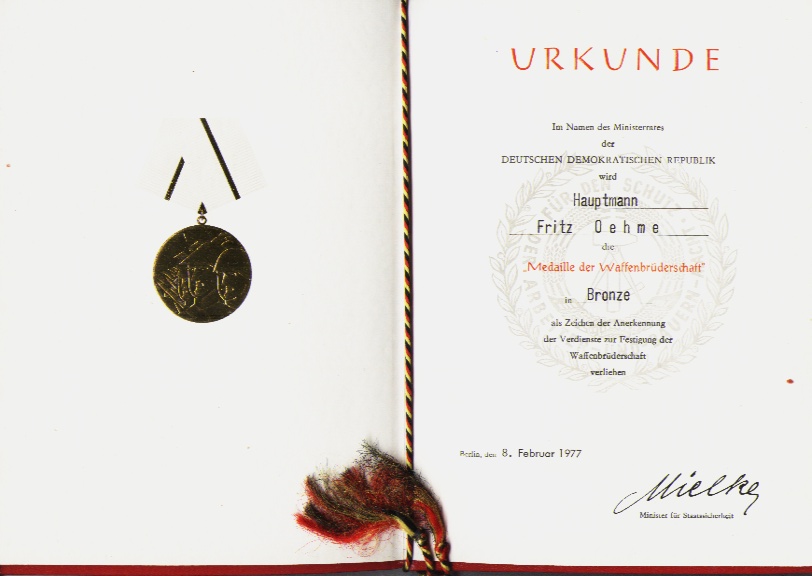 URKUNDE
Im Namen des Ministerrates
der
DEUTSCHEN DEMOKRATISCHEN REPUBLIK
wird
Hauptmann
Fritz Oehme
die
„Medaille der Waffenbrüderschaft"
in Bronze
als Zeichen der Anerkennung
der Verdienste zur Festigung der
Waffenbrüderschaft
verliehen
Berlin, den 8. Februar 1977
Mielke
Minister für Staatssicherheit